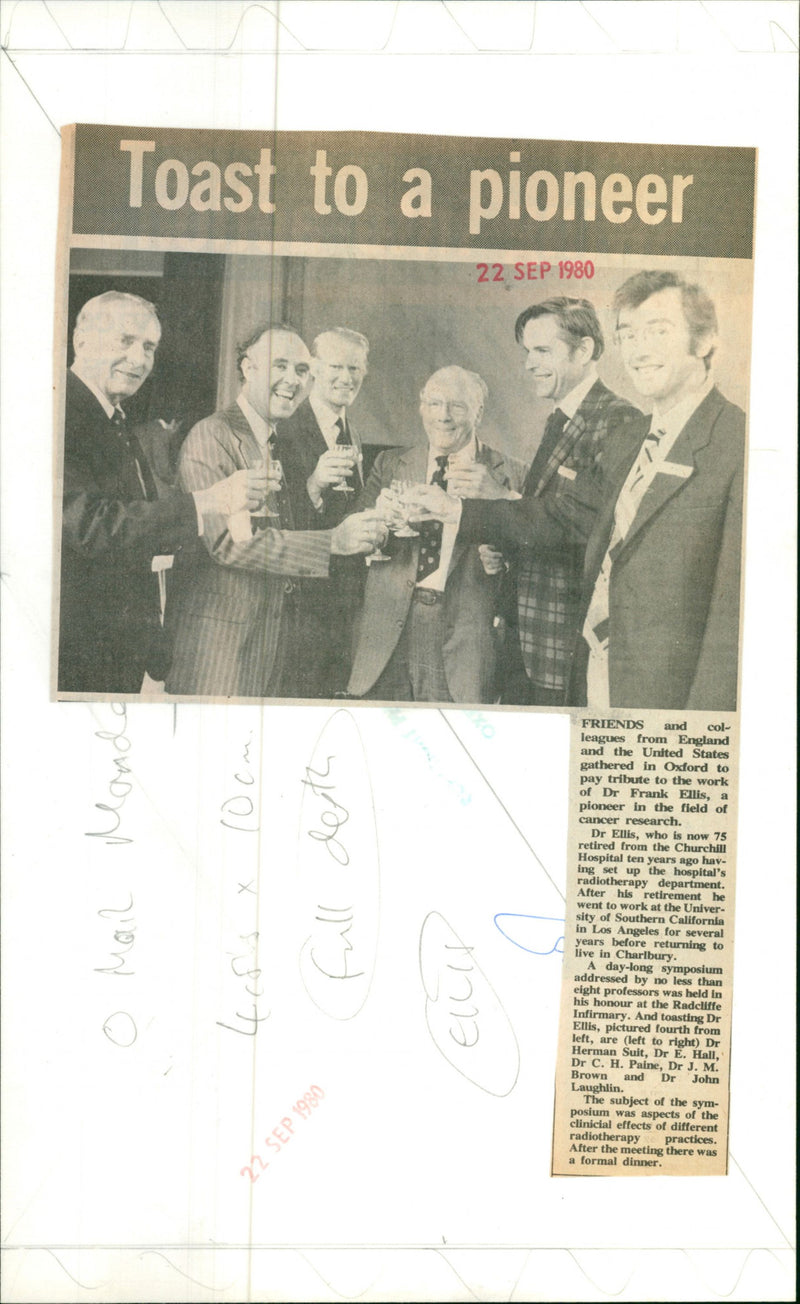 Toast to a pioneer
22 SEP 1980
FRIENDS and col-
leagues from England
and the United States
gathered in Oxford to
pay tribute to the work
of Dr Frank Ellis, a
pioneer in the field of
cancer research.
Dr Ellis, who is now 75
retired from the Churchill
Hospital ten years ago hav-
ing set up the hospital's
radiotherapy department.
After his retirement he
went to work at the Univer-
sity of Southern California
in Los Angeles for several
years before returning to
live in Charlbury.
A day-long symposium
addressed by no less than
eight professors was held in
his honour at the Radcliffe
Infirmary. And toasting Dr
Ellis, pictured fourth from
left, are (left to right) Dr
Herman Suit, Dr E. Hall,
Dr C. H. Paine, Dr J. M.
Brown and Dr John
Laughlin.
The subject of the sym-
posium was aspects of the
clinicial effects of different
radiotherapy practices.
After the meeting there was
a formal dinner.
O Mail Monda
4 cols x 10cm.
Full depth
22 SEP 1980